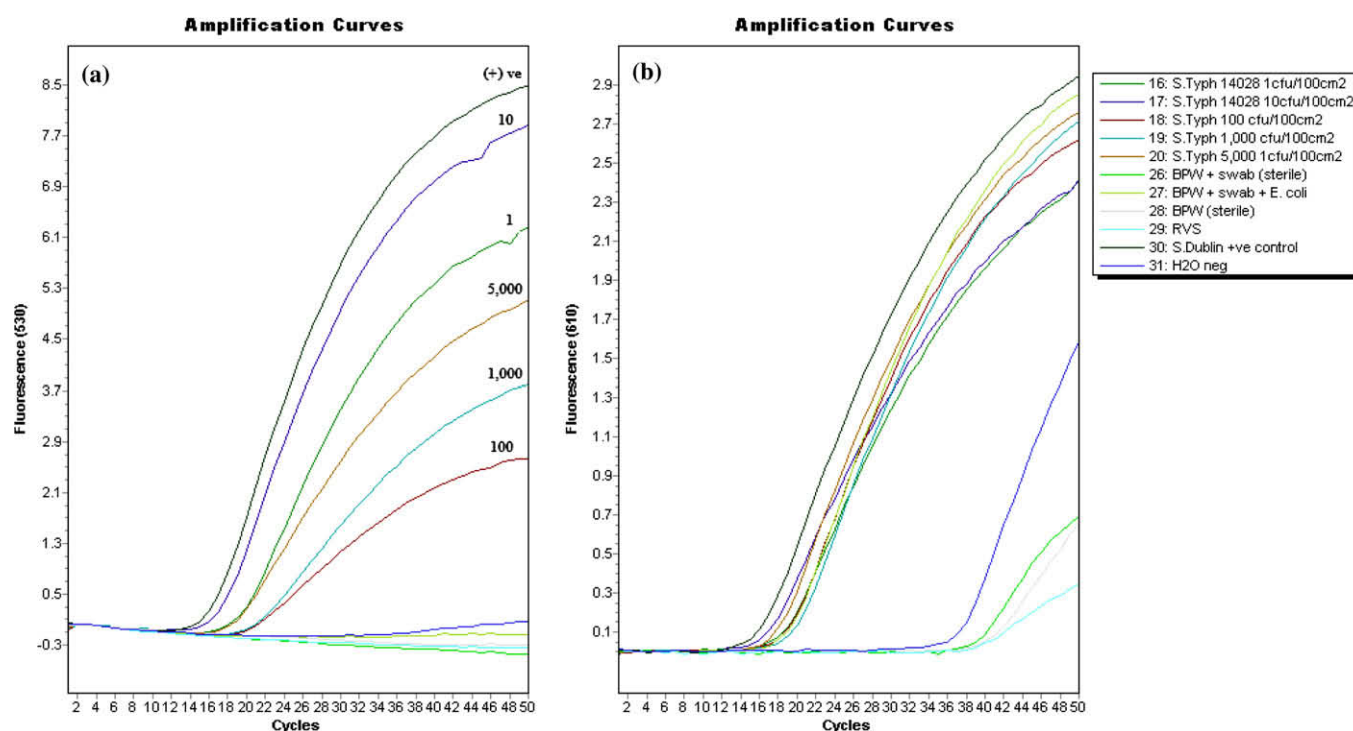 Amplification Curves
(a)
(+) ve
10
1
5,000
1,000
100
8.5
7.7
6.9
6.1
5.3
4.5
3.7
2.9
2.1
1.3
0.5
-0.3
Fluorescence (530)
2 4 6 8 10 12 14 16 18 20 22 24 26 28 30 32 34 36 38 40 42 44 46 48 50
Cycles
Amplification Curves
(b)
2.9
2.7
2.5
2.3
2.1
1.9
1.7
1.5
1.3
1.1
0.9
0.7
0.5
0.3
0.1
Fluorescence (610)
2 4 6 8 10 12 14 16 18 20 22 24 26 28 30 32 34 36 38 40 42 44 46 48 50
Cycles
16: S.Typh 14028 1cfu/100cm2
17: S.Typh 14028 10cfu/100cm2
18: S.Typh 100 cfu/100cm2
19: S.Typh 1,000 cfu/100cm2
20: S.Typh 5,000 1cfu/100cm2
26: BPW + swab (sterile)
27: BPW + swab + E. coli
28: BPW (sterile)
29: RVS
30: S.Dublin +ve control
31: H2O neg